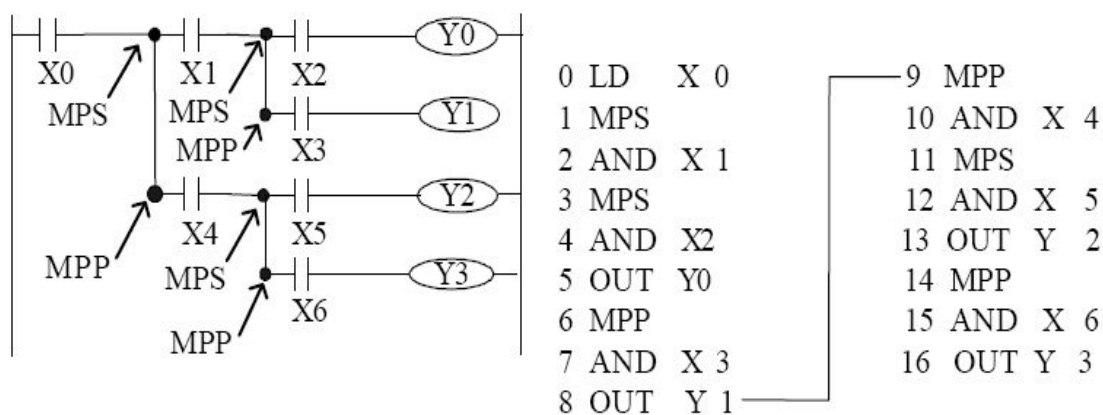 Y0
X0
X1
X2
MPS
MPS
Y1
MPP
X3
Y2
X4
X5
MPP
MPS
Y3
X6
MPP
0 LD X 0
1 MPS
2 AND X 1
3 MPS
4 AND X2
5 OUT Y0
6 MPP
7 AND X 3
8 OUT Y 1
9 MPP
10 AND X 4
11 MPS
12 AND X 5
13 OUT Y 2
14 MPP
15 AND X 6
16 OUT Y 3